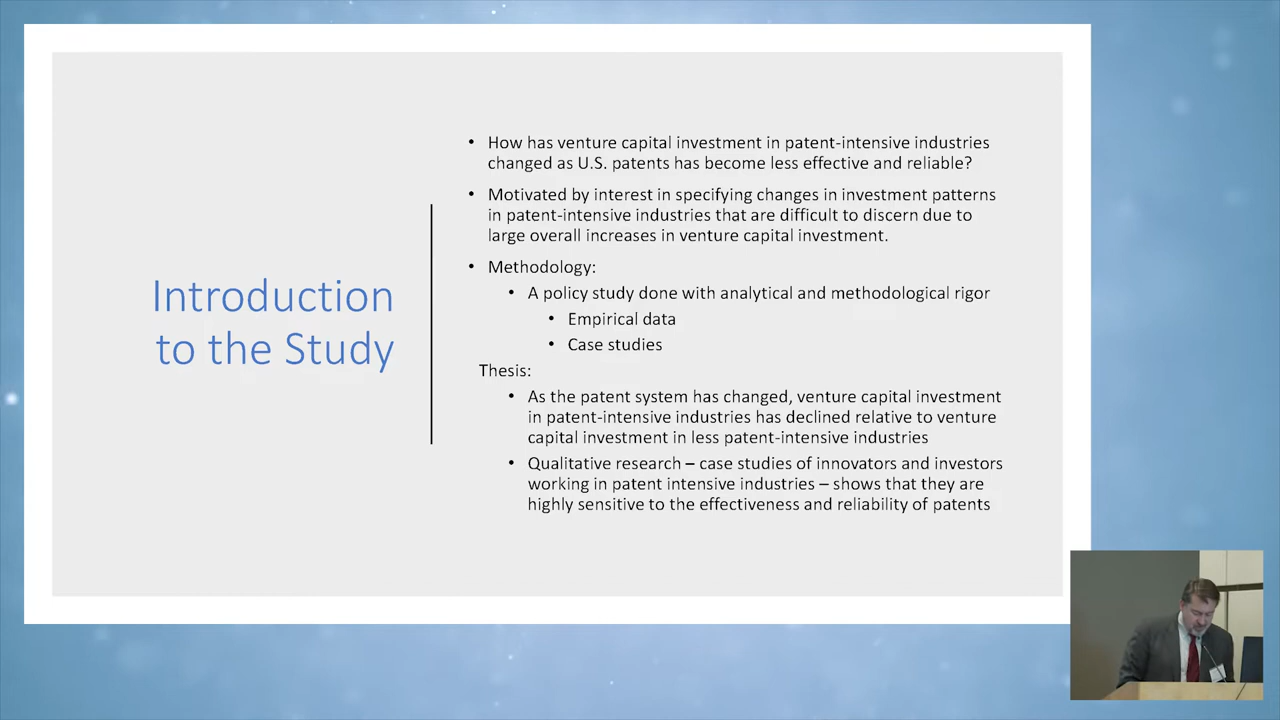 Introduction
to the Study
• How has venture capital investment in patent-intensive industries
changed as U.S. patents has become less effective and reliable?
• Motivated by interest in specifying changes in investment patterns
in patent-intensive industries that are difficult to discern due to
large overall increases in venture capital investment.
• Methodology:
• A policy study done with analytical and methodological rigor
• Empirical data
• Case studies
Thesis:
• As the patent system has changed, venture capital investment
in patent-intensive industries has declined relative to venture
capital investment in less patent-intensive industries
• Qualitative research – case studies of innovators and investors
working in patent intensive industries – shows that they are
highly sensitive to the effectiveness and reliability of patents